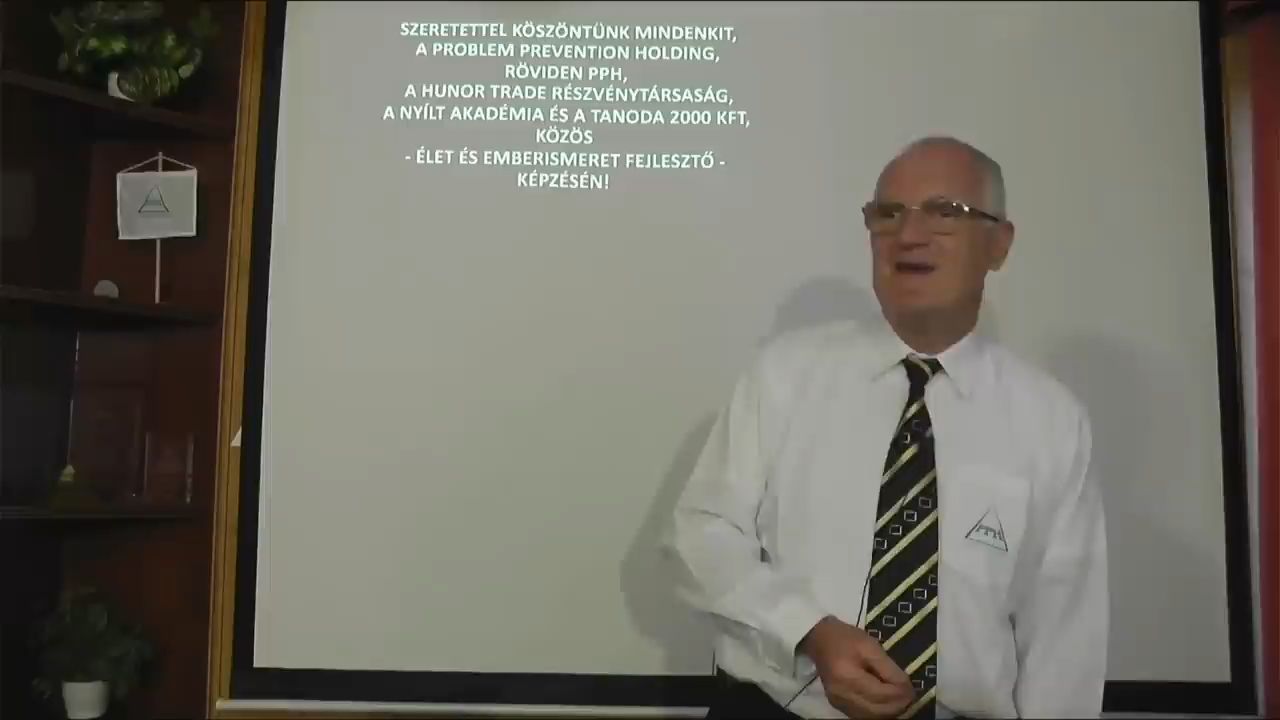 SZERETETTEL KÖSZÖNTÜNK MINDENKIT,
A PROBLEM PREVENTION HOLDING,
RÖVIDEN PPH,
A HUNOR TRADE RÉSZVÉNYTÁRSASÁG,
A NYÍLT AKADÉMIA ÉS A TANODA 2000 KFT,
KÖZÖS
- ÉLET ÉS EMBERISMERET FEJLESZTŐ -
KÉPZÉSÉN!
PPH